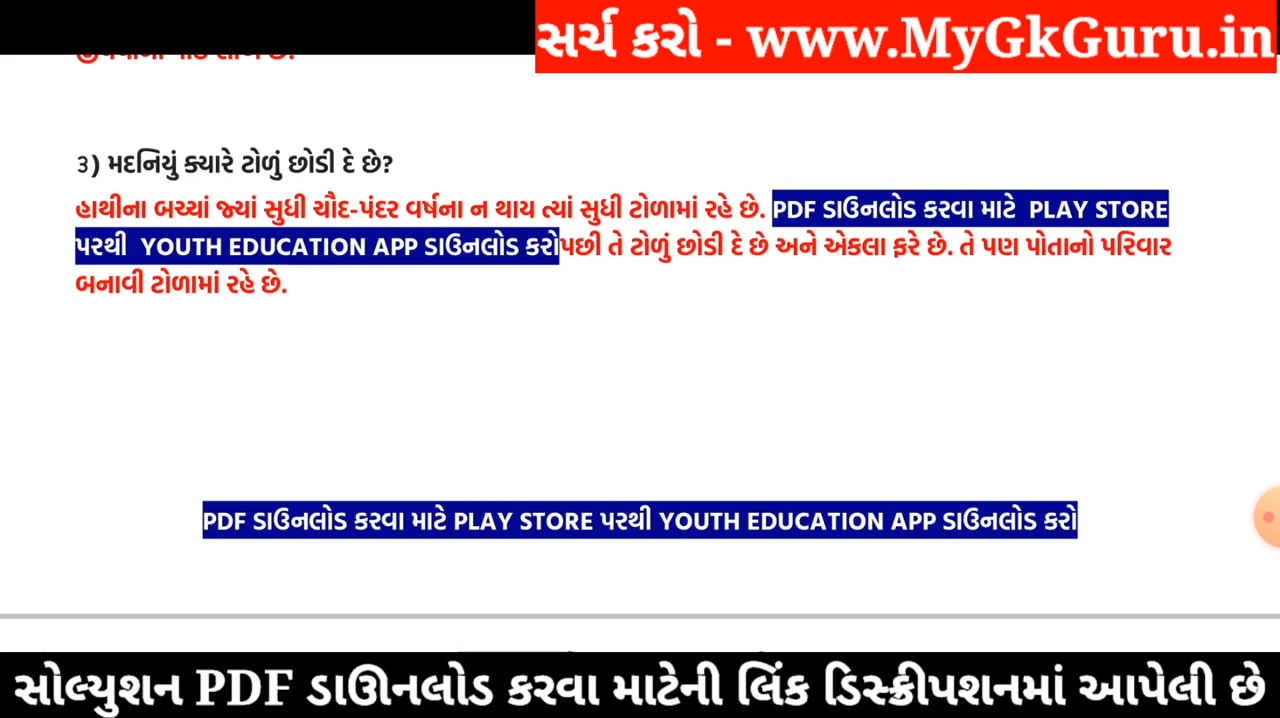 સર્ચ કરો - www.MyGkGuru.in
3) મદનિયું ક્યારે ટોળું છોડી દે છે?
હાથીના બચ્ચાં જ્યાં સુધી ચૌદ-પંદર વર્ષના ન થાય ત્યાં સુધી ટોળામાં રહે છે. PDF ડાઉનલોડ કરવા માટે PLAY STORE
પરથી YOUTH EDUCATION APP ડાઉનલોડ કરોપછી તે ટોળું છોડી દે છે અને એકલા ફરે છે. તે પણ પોતાનો પરિવાર
બનાવી ટોળામાં રહે છે.
PDF ડાઉનલોડ કરવા માટે PLAY STORE પરથી YOUTH EDUCATION APP ડાઉનલોડ કરો
સોલ્યુશન PDF ડાઊનલોડ કરવા માટેની લિંક ડિસ્ક્રીપશનમાં આપેલી છે